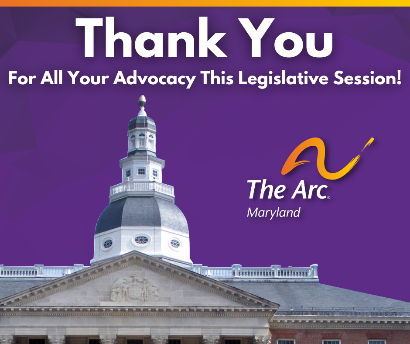 Thank You
For All Your Advocacy This Legislative Session!
The Arc®
Maryland